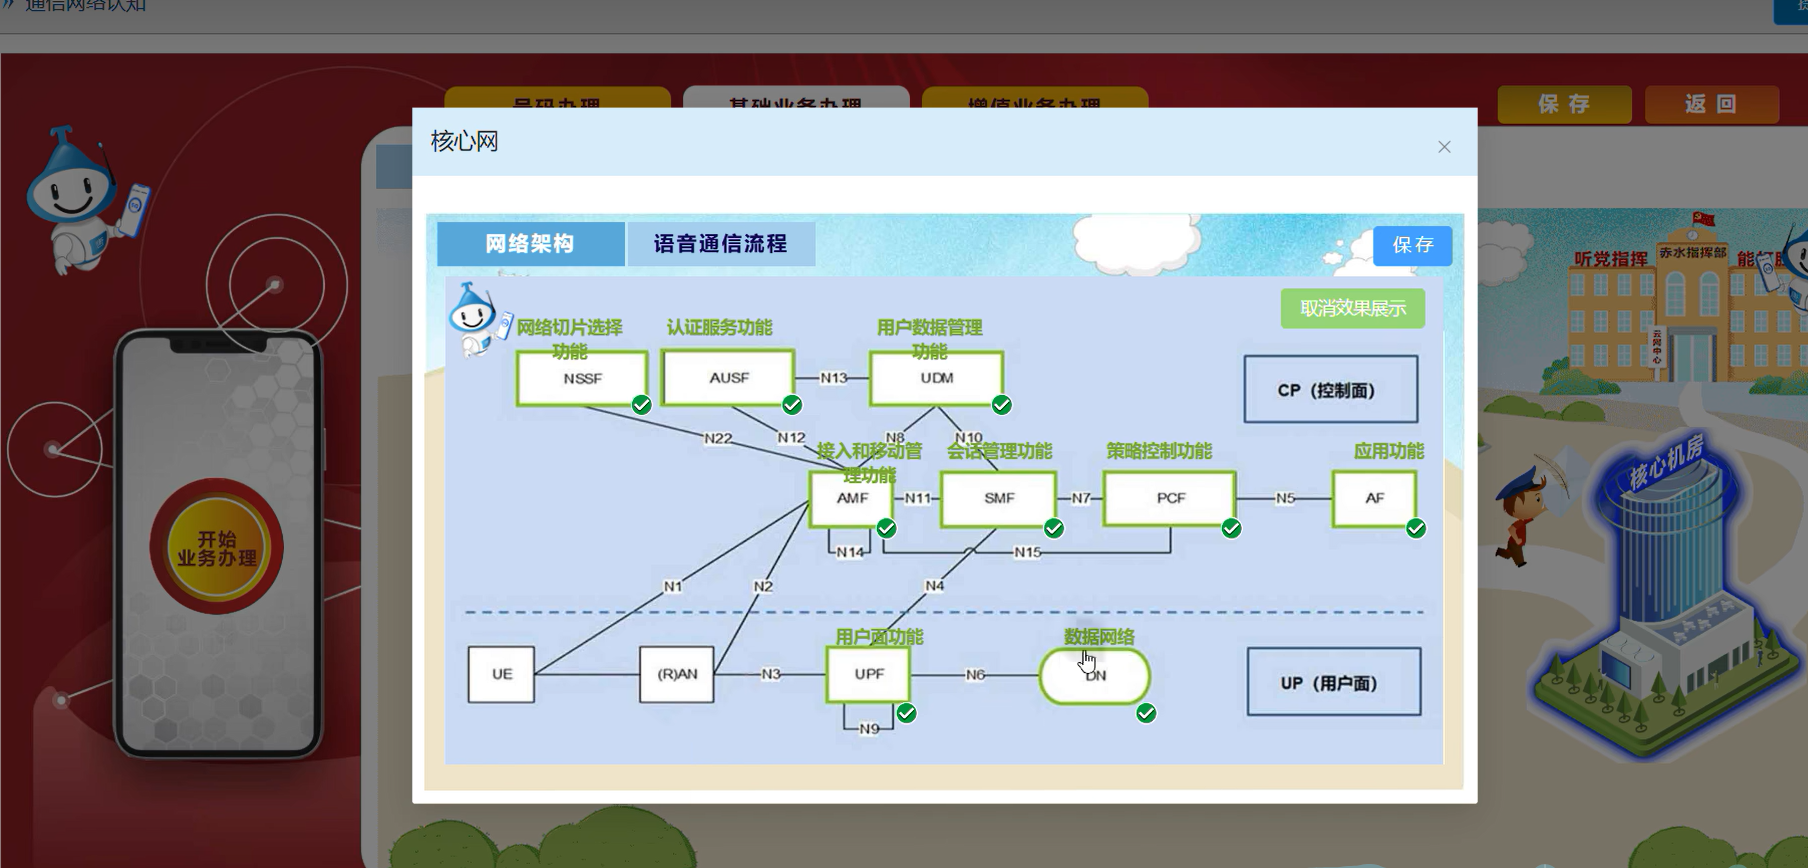 通信网络认知
号码办理
基础业务办理
增值业务办理
保 存
返 回
核心网
网络架构
语音通信流程
保存
取消效果展示
网络切片选择
功能
认证服务功能
用户数据管理
功能
NSSF
AUSF
N13
UDM
CP（控制面）
N22
N12
N8
N10
接入和移动管
理功能
会话管理功能
策略控制功能
应用功能
AMF
N11
SMF
N7
PCF
N5
AF
N14
N15
N1
N2
N4
用户面功能
数据网络
UE
(R)AN
N3
UPF
N6
DN
UP（用户面）
N9
开始
业务办理
听党指挥
赤水指挥部
云网中心
核心机房